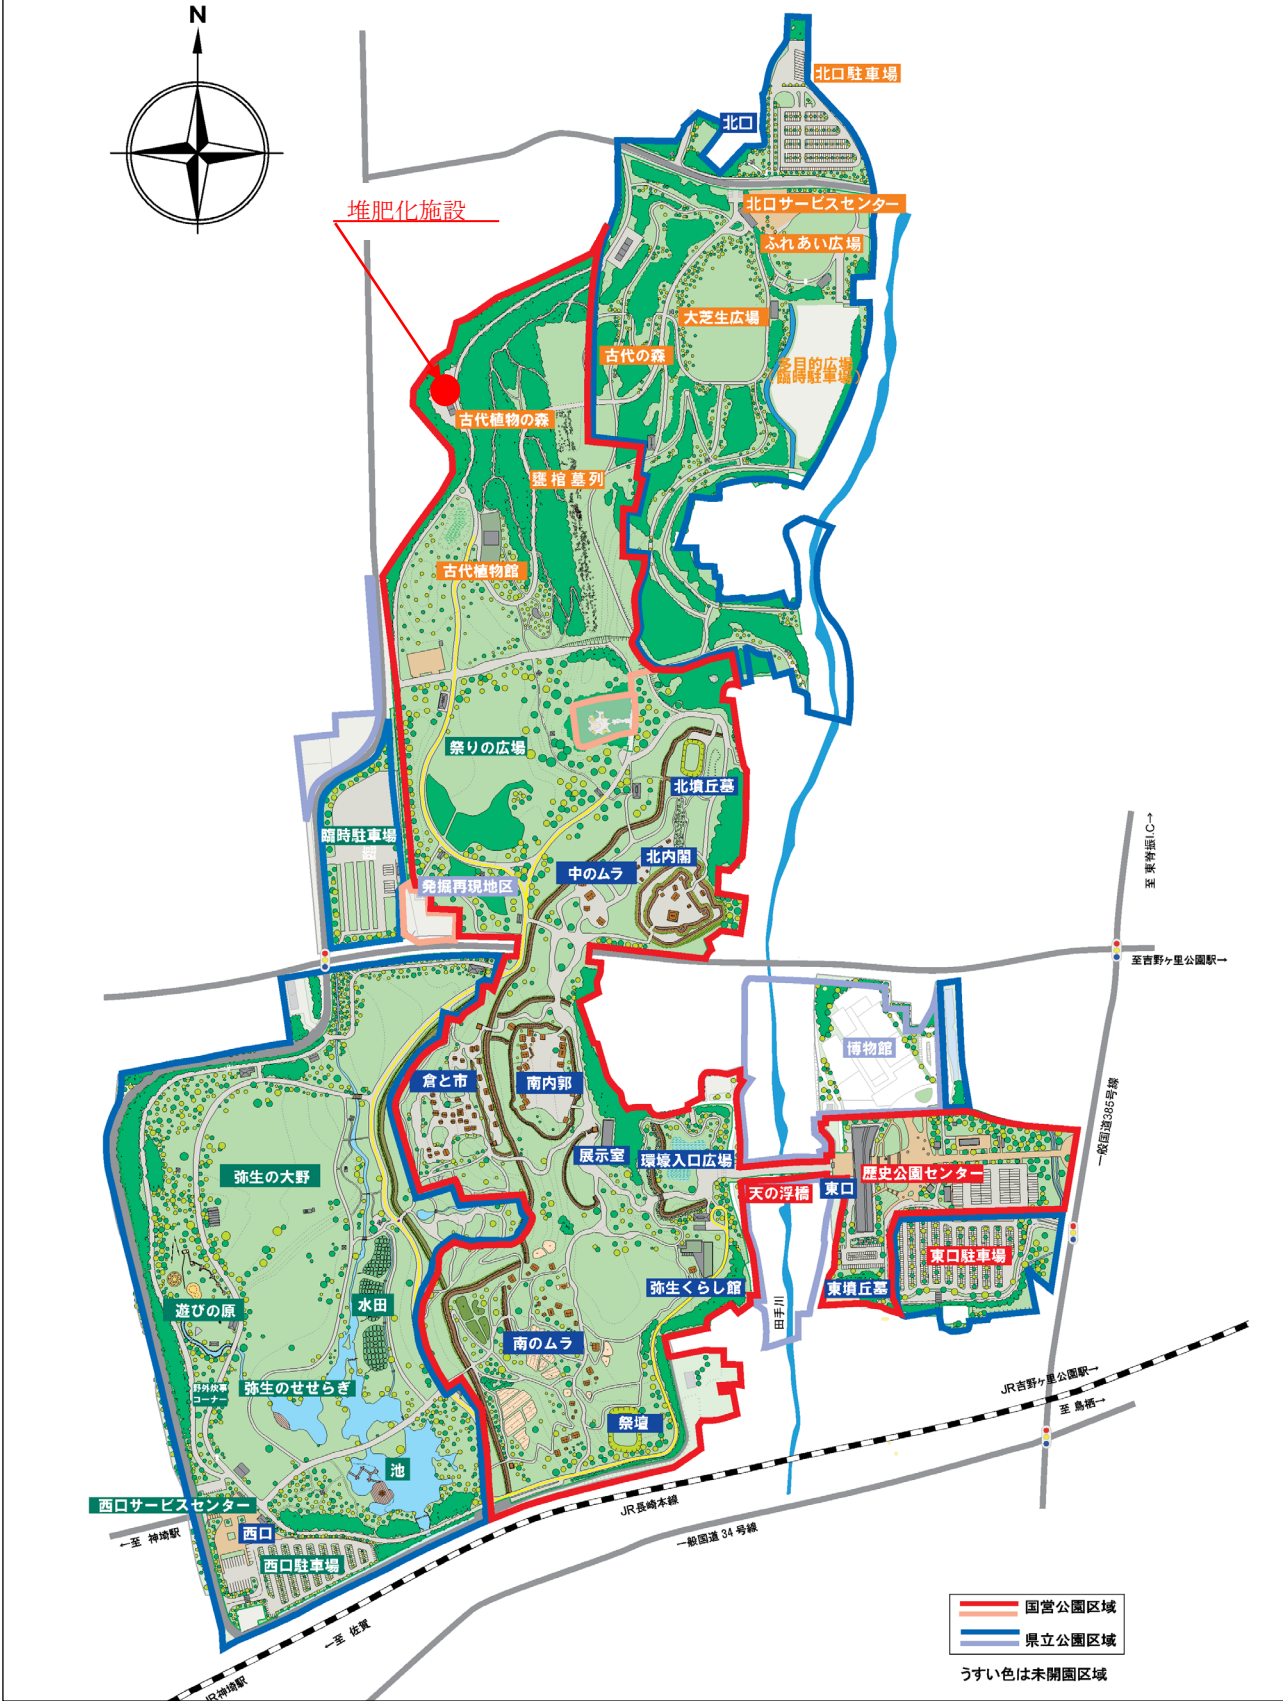 N
北口駐車場
北口
堆肥化施設
北口サービスセンター
ふれあい広場
大芝生広場
古代の森
多目的広場
(臨時駐車場)
古代植物の森
甕棺墓列
古代植物館
祭りの広場
北墳丘墓
臨時駐車場
北内閣
中のムラ
発掘再現地区
至 東脊振I.C→
至吉野ヶ里公園駅→
博物館
倉と市
南内郭
一般国道385号線
展示室
環壕入口広場
歴史公園センター
弥生の大野
天の浮橋
東口
東口駐車場
弥生くらし館
東墳丘墓
遊びの原
水田
田手川
南のムラ
野外炊事
コーナー
弥生のせせらぎ
JR吉野ヶ里公園駅→
至 鳥栖→
祭壇
池
西口サービスセンター
JR長崎本線
←至 神埼駅
西口
一般国道 34 号線
西口駐車場
国営公園区域
←至 佐賀
県立公園区域
うすい色は未開園区域
JR神埼駅